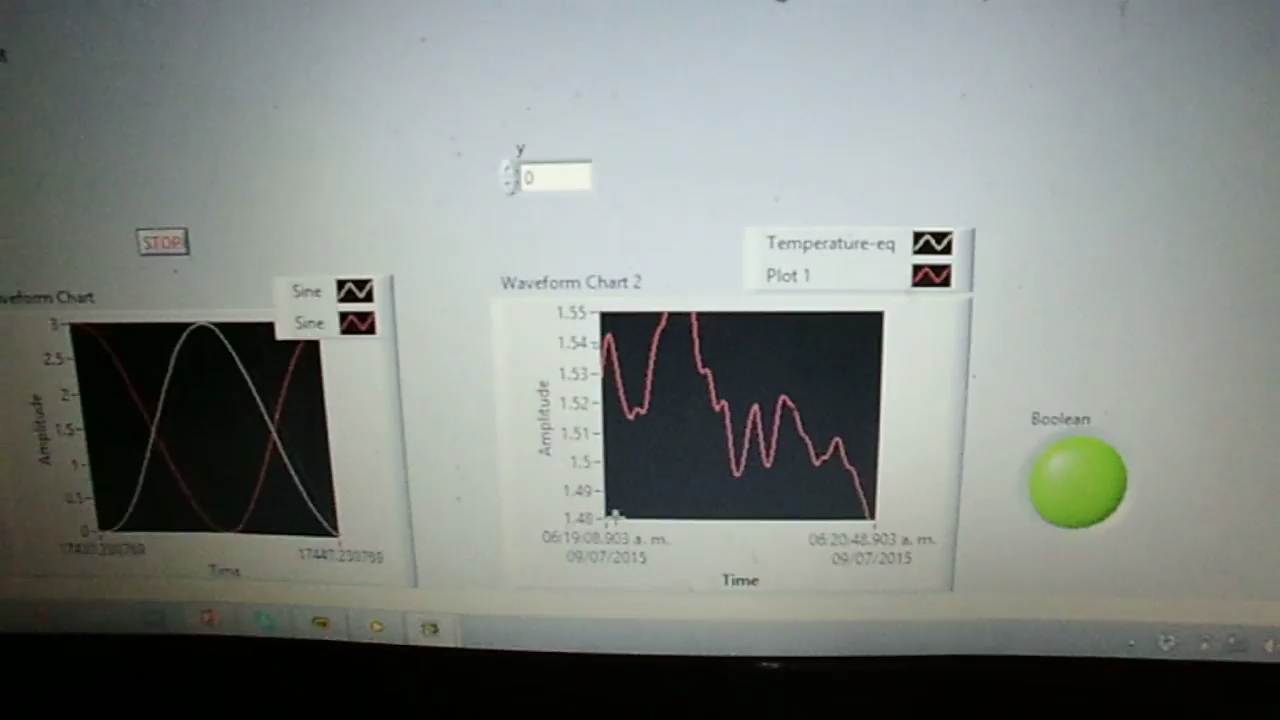 y
0
STOP
Temperature-eq
Plot 1
Waveform Chart 2
veform Chart
Sine
Sine
3
2.5
2
1.5
1
0.5
0
Amplitude
Time
1.55
1.54
1.53
1.52
1.51
1.5
1.49
1.48
Amplitude
06:19:08.903 a. m.
09/07/2015
06:20:48.903 a. m.
09/07/2015
Time
Boolean